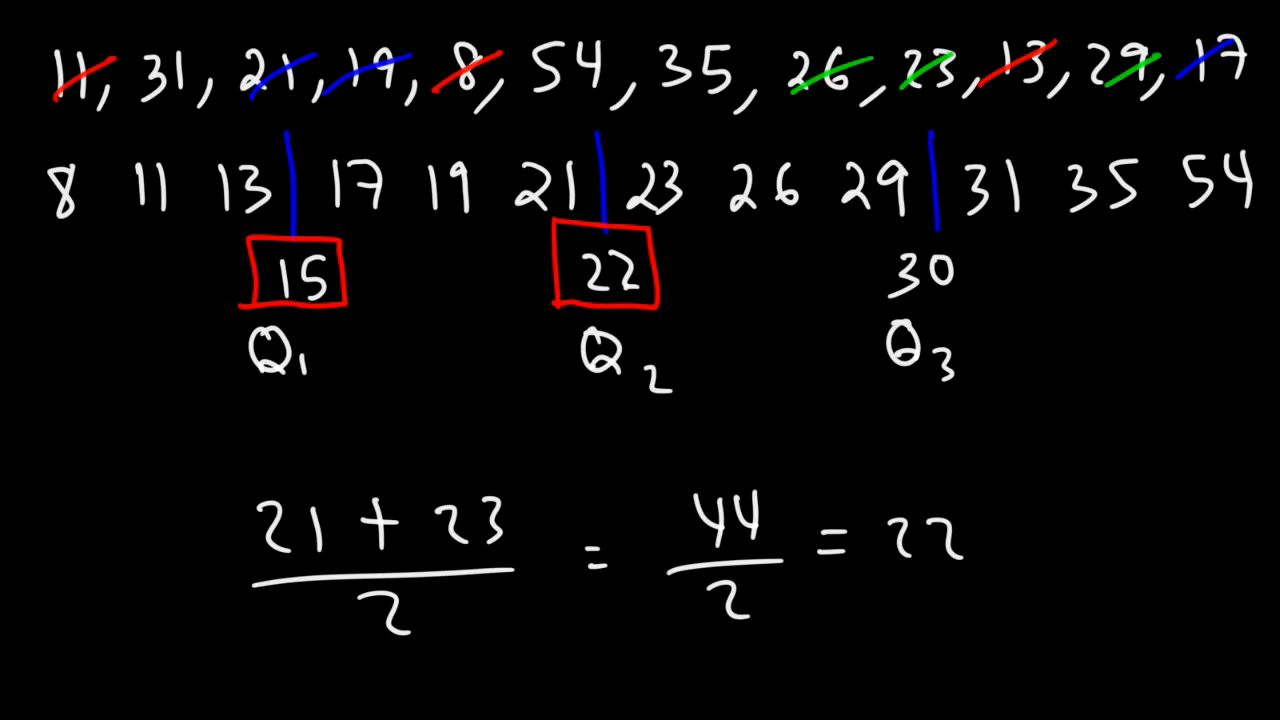 11, 31, 21, 19, 8, 54, 35, 26, 23, 13, 29, 17
8 11 13 17 19 21 23 26 29 31 35 54
15 22 30
Q1 Q2 Q3
21 + 23 = 44 = 22
2 2